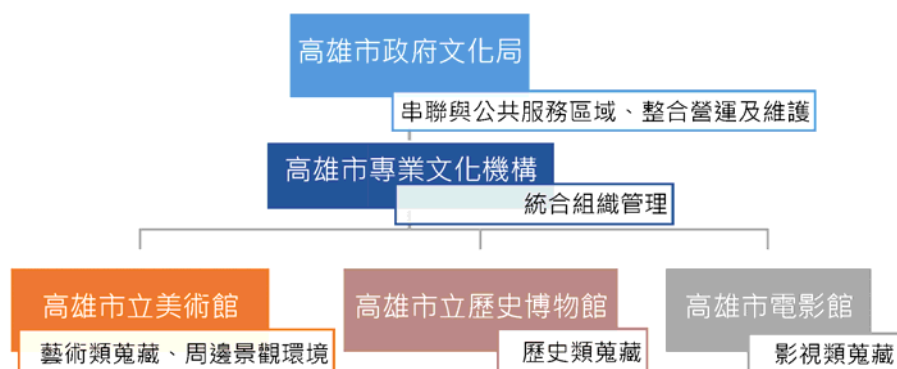 高雄市政府文化局
串聯與公共服務區域、整合營運及維護
高雄市專業文化機構
統合組織管理
高雄市立美術館
藝術類蒐藏、周邊景觀環境
高雄市立歷史博物館
歷史類蒐藏
高雄市電影館
影視類蒐藏